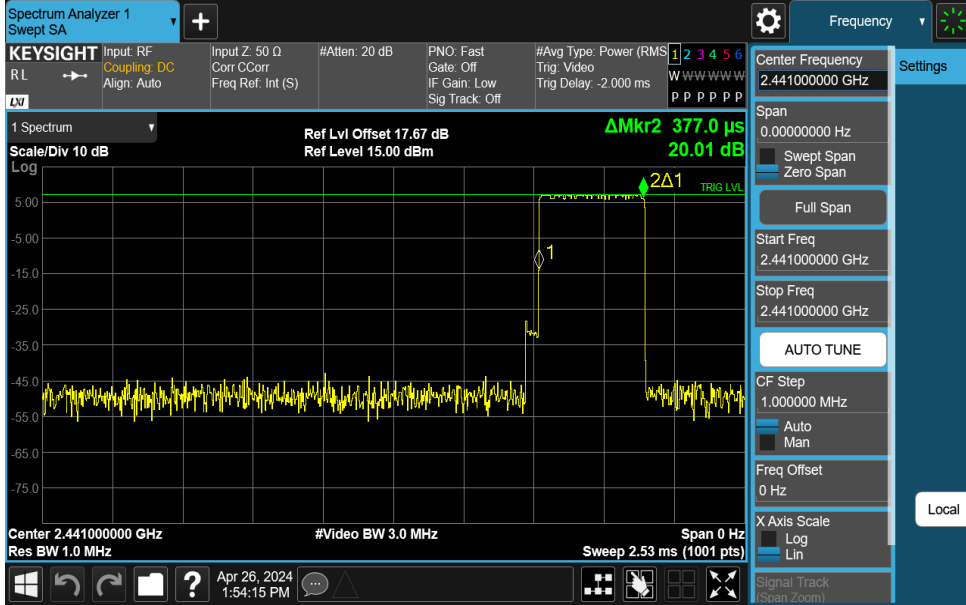 Spectrum Analyzer 1
Swept SA
+
Frequency
KEYSIGHT
R L
LXI
Input: RF
Coupling: DC
Align: Auto
Input Z: 50 Ω
Corr CCorr
Freq Ref: Int (S)
#Atten: 20 dB
PNO: Fast
Gate: Off
IF Gain: Low
Sig Track: Off
#Avg Type: Power (RMS
Trig: Video
Trig Delay: -2.000 ms
1 2 3 4 5 6
W W W W W W
P P P P P P
1 Spectrum
Scale/Div 10 dB
Ref Lvl Offset 17.67 dB
Ref Level 15.00 dBm
ΔMkr2 377.0 µs
20.01 dB
Log
2Δ1
TRIG LVL
1
5.00
-5.00
-15.0
-25.0
-35.0
-45.0
-55.0
-65.0
-75.0
Center 2.441000000 GHz
#Video BW 3.0 MHz
Span 0 Hz
Res BW 1.0 MHz
Sweep 2.53 ms (1001 pts)
?
Apr 26, 2024
1:54:15 PM
Center Frequency
2.441000000 GHz
Settings
Span
0.00000000 Hz
Swept Span
Zero Span
Full Span
Start Freq
2.441000000 GHz
Stop Freq
2.441000000 GHz
AUTO TUNE
CF Step
1.000000 MHz
Auto
Man
Freq Offset
0 Hz
Local
X Axis Scale
Log
Lin
Signal Track
(Span Zoom)